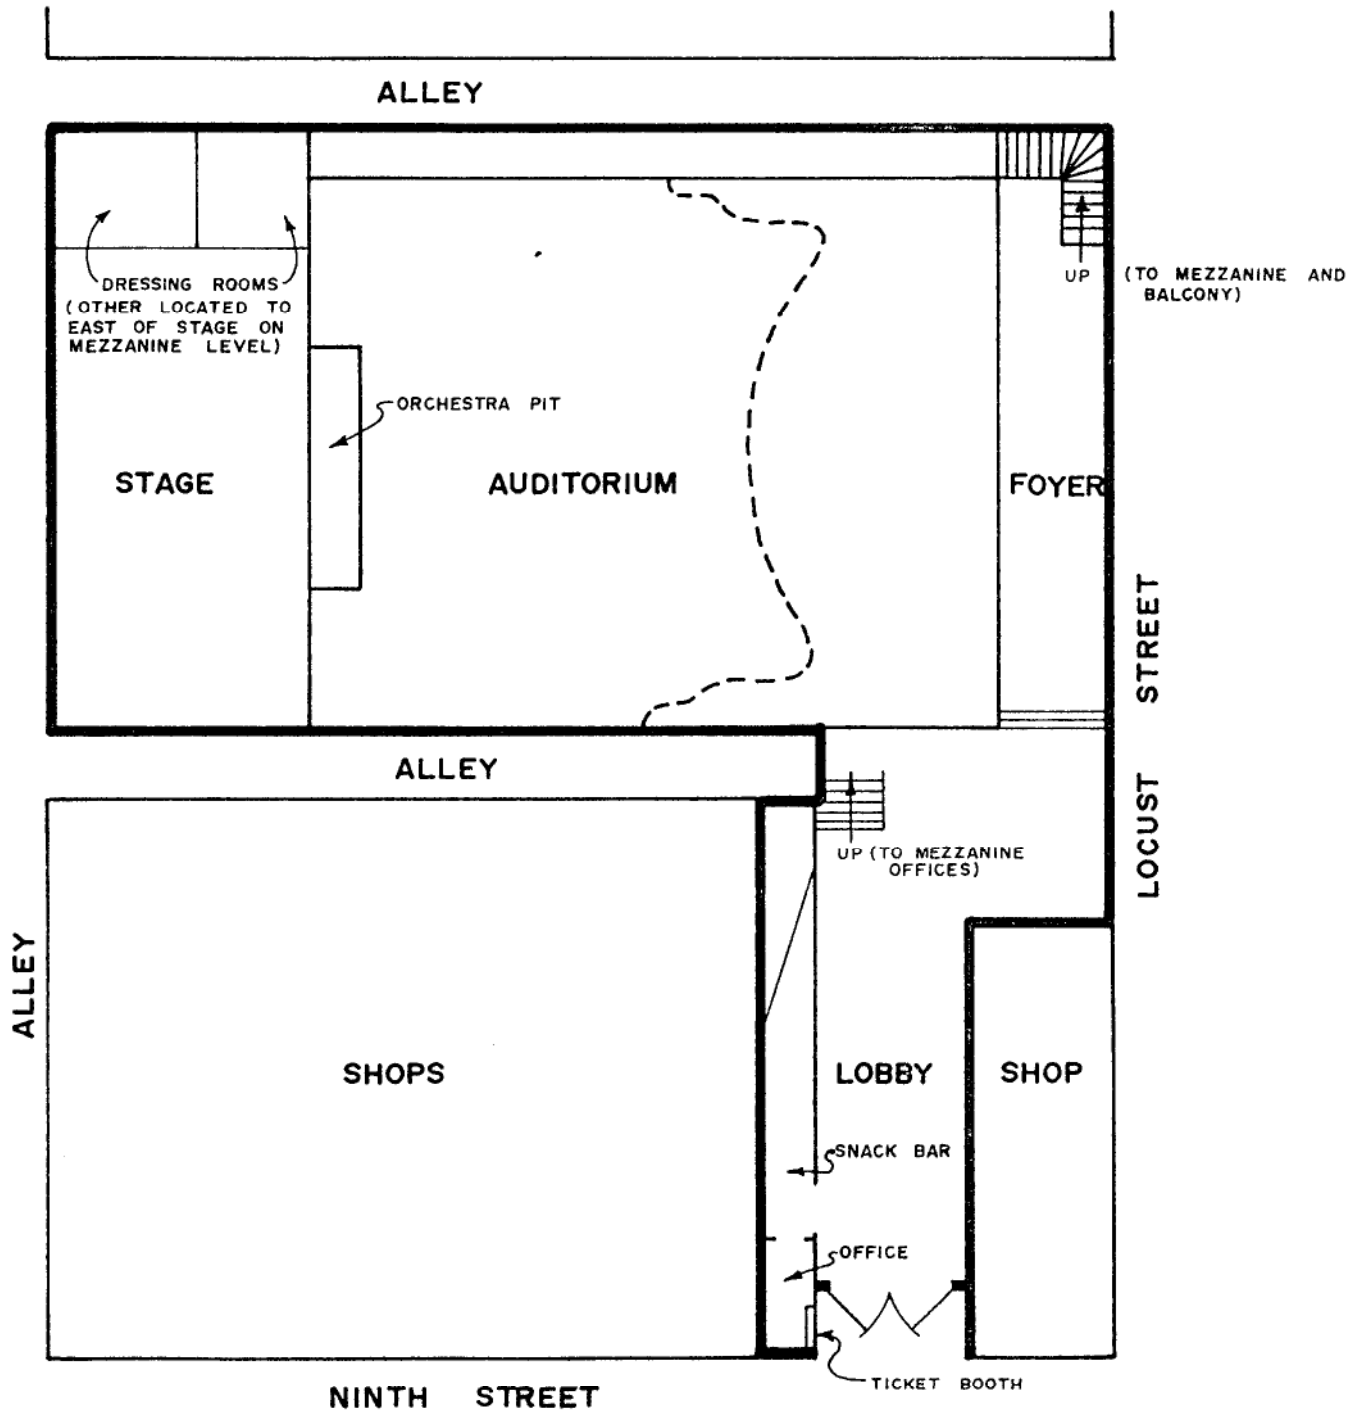 ALLEY
DRESSING ROOMS
(OTHER LOCATED TO
EAST OF STAGE ON
MEZZANINE LEVEL)
UP
(TO MEZZANINE AND
BALCONY)
ORCHESTRA PIT
STAGE
AUDITORIUM
FOYER
LOCUST STREET
ALLEY
UP (TO MEZZANINE
OFFICES)
ALLEY
SHOPS
LOBBY
SHOP
SNACK BAR
OFFICE
TICKET BOOTH
NINTH STREET